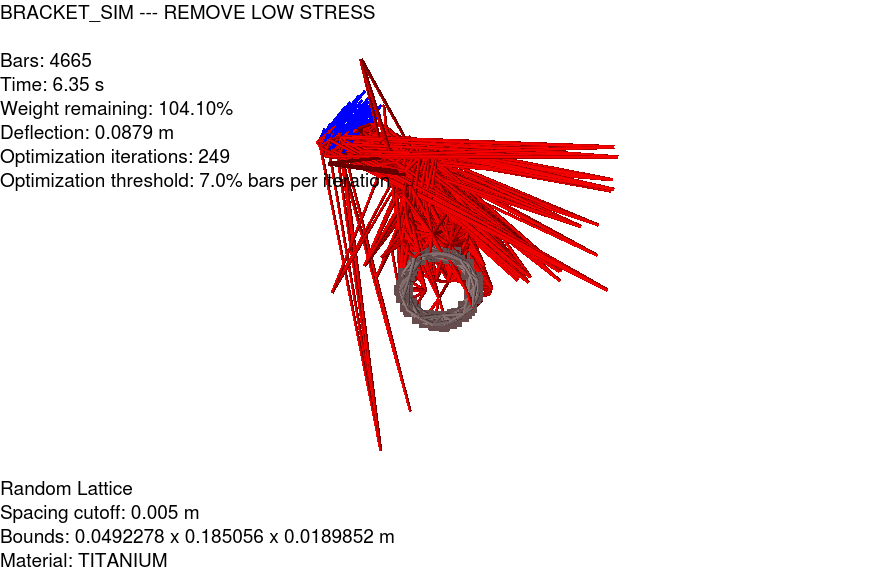 BRACKET_SIM --- REMOVE LOW STRESS
Bars: 4665
Time: 6.35 s
Weight remaining: 104.10%
Deflection: 0.0879 m
Optimization iterations: 249
Optimization threshold: 7.0% bars per iteration
Random Lattice
Spacing cutoff: 0.005 m
Bounds: 0.0492278 x 0.185056 x 0.0189852 m
Material: TITANIUM